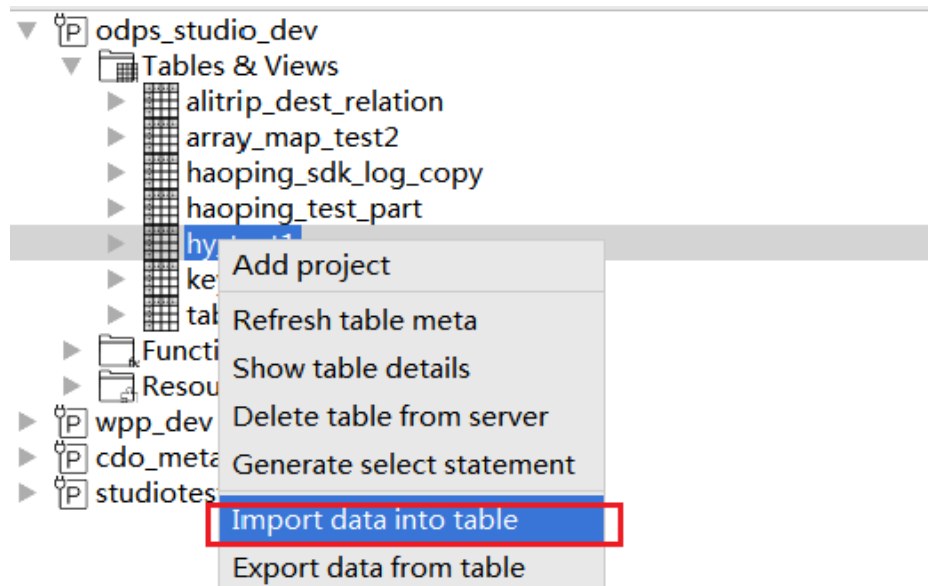 odps_studio_dev
Tables & Views
alitrip_dest_relation
array_map_test2
haoping_sdk_log_copy
haoping_test_part
Add project
Refresh table meta
Show table details
Delete table from server
wpp_dev
Generate select statement
Import data into table
Export data from table